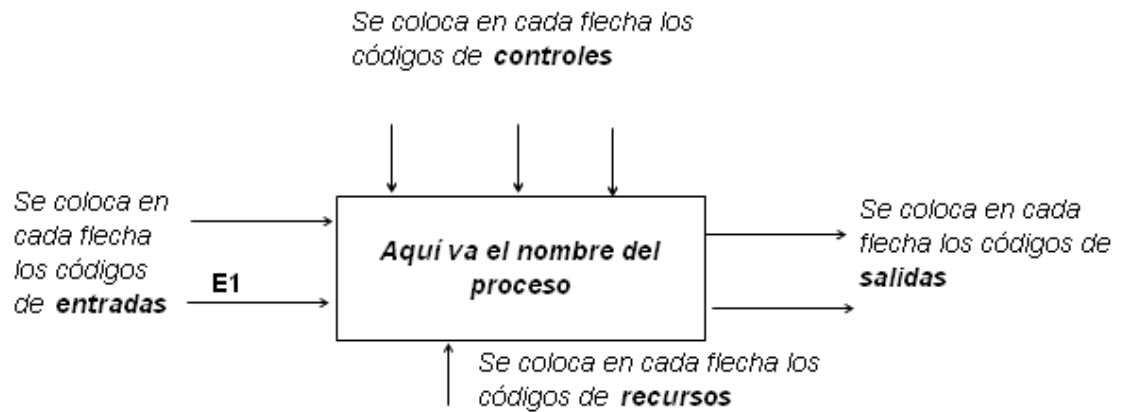 Se coloca en cada flecha los
códigos de controles
Se coloca en
cada flecha
los códigos
de entradas
E1
Aquí va el nombre del
proceso
Se coloca en cada
flecha los códigos de
salidas
Se coloca en cada flecha los
códigos de recursos